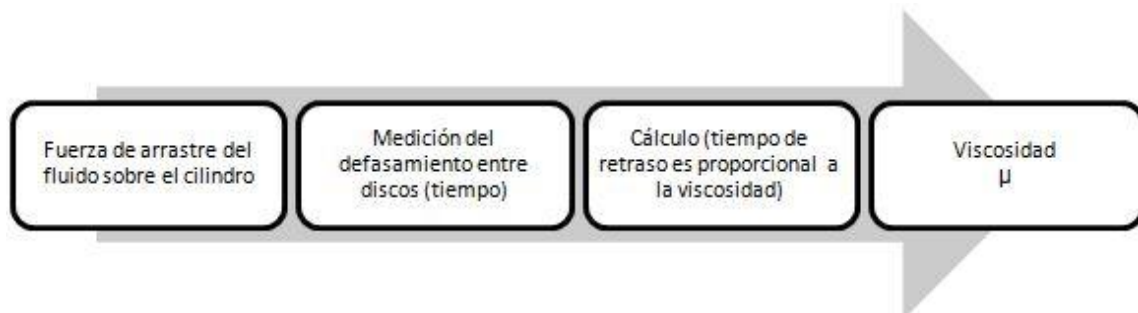 Fuerza de arrastre del
fluido sobre el cilindro
Medición del
defasamiento entre
discos (tiempo)
Cálculo (tiempo de
retraso es proporcional a
la viscosidad)
Viscosidad
μ